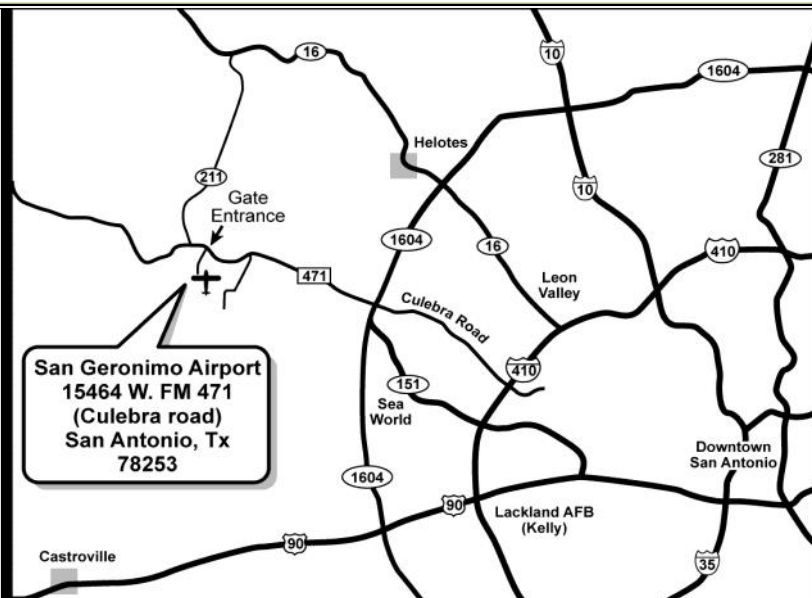 16
10
1604
Helotes
281
211
10
Gate
Entrance
1604
16
410
471
Leon
Valley
Culebra Road
San Geronimo Airport
15464 W. FM 471
(Culebra road)
San Antonio, Tx
78253
410
151
Sea
World
Downtown
San Antonio
1604
90
Lackland AFB
(Kelly)
90
Castroville
35